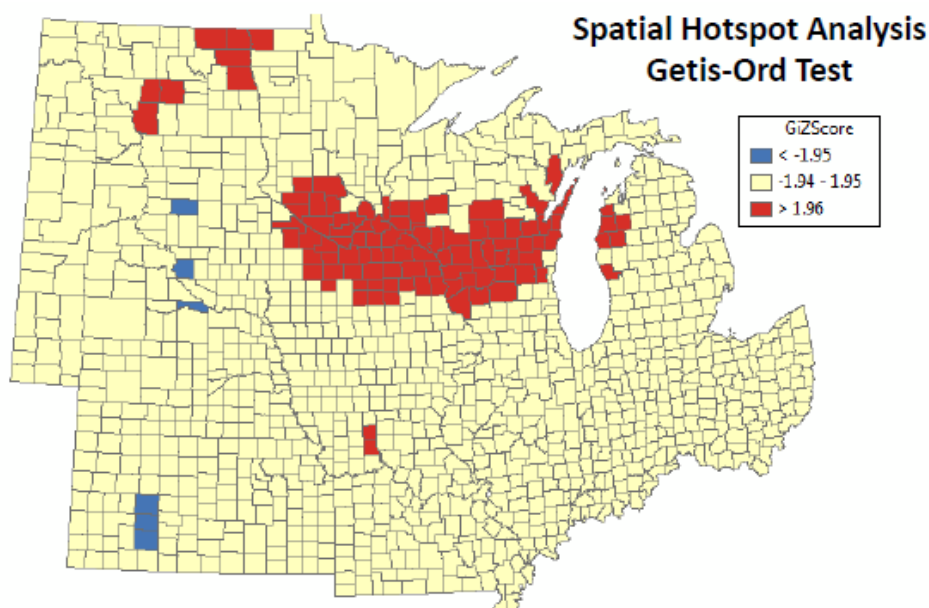 Spatial Hotspot Analysis
Getis-Ord Test
GiZScore
< -1.95
-1.94 - 1.95
> 1.96